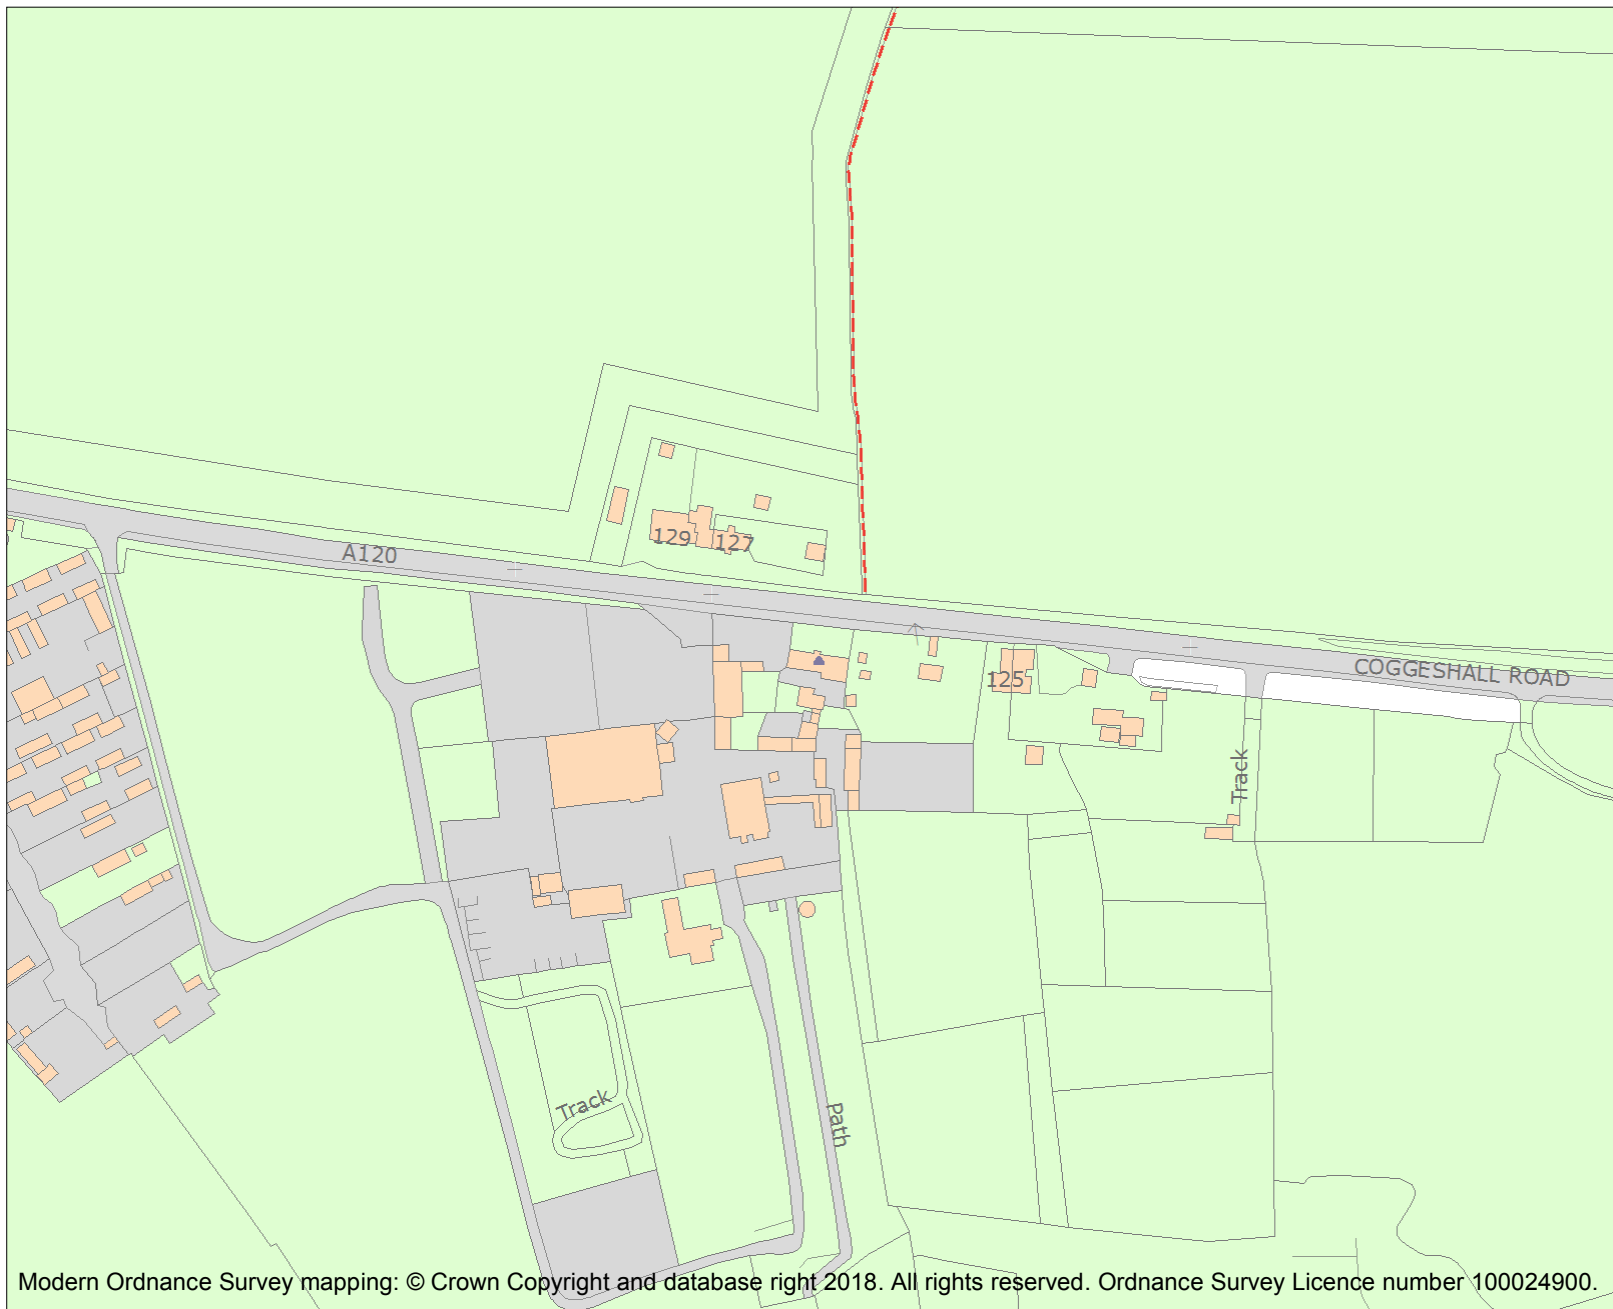 129
127
A120
COGGESHALL ROAD
125
Track
Track
Path
Modern Ordnance Survey mapping: © Crown Copyright and database right 2018. All rights reserved. Ordnance Survey Licence number 100024900.